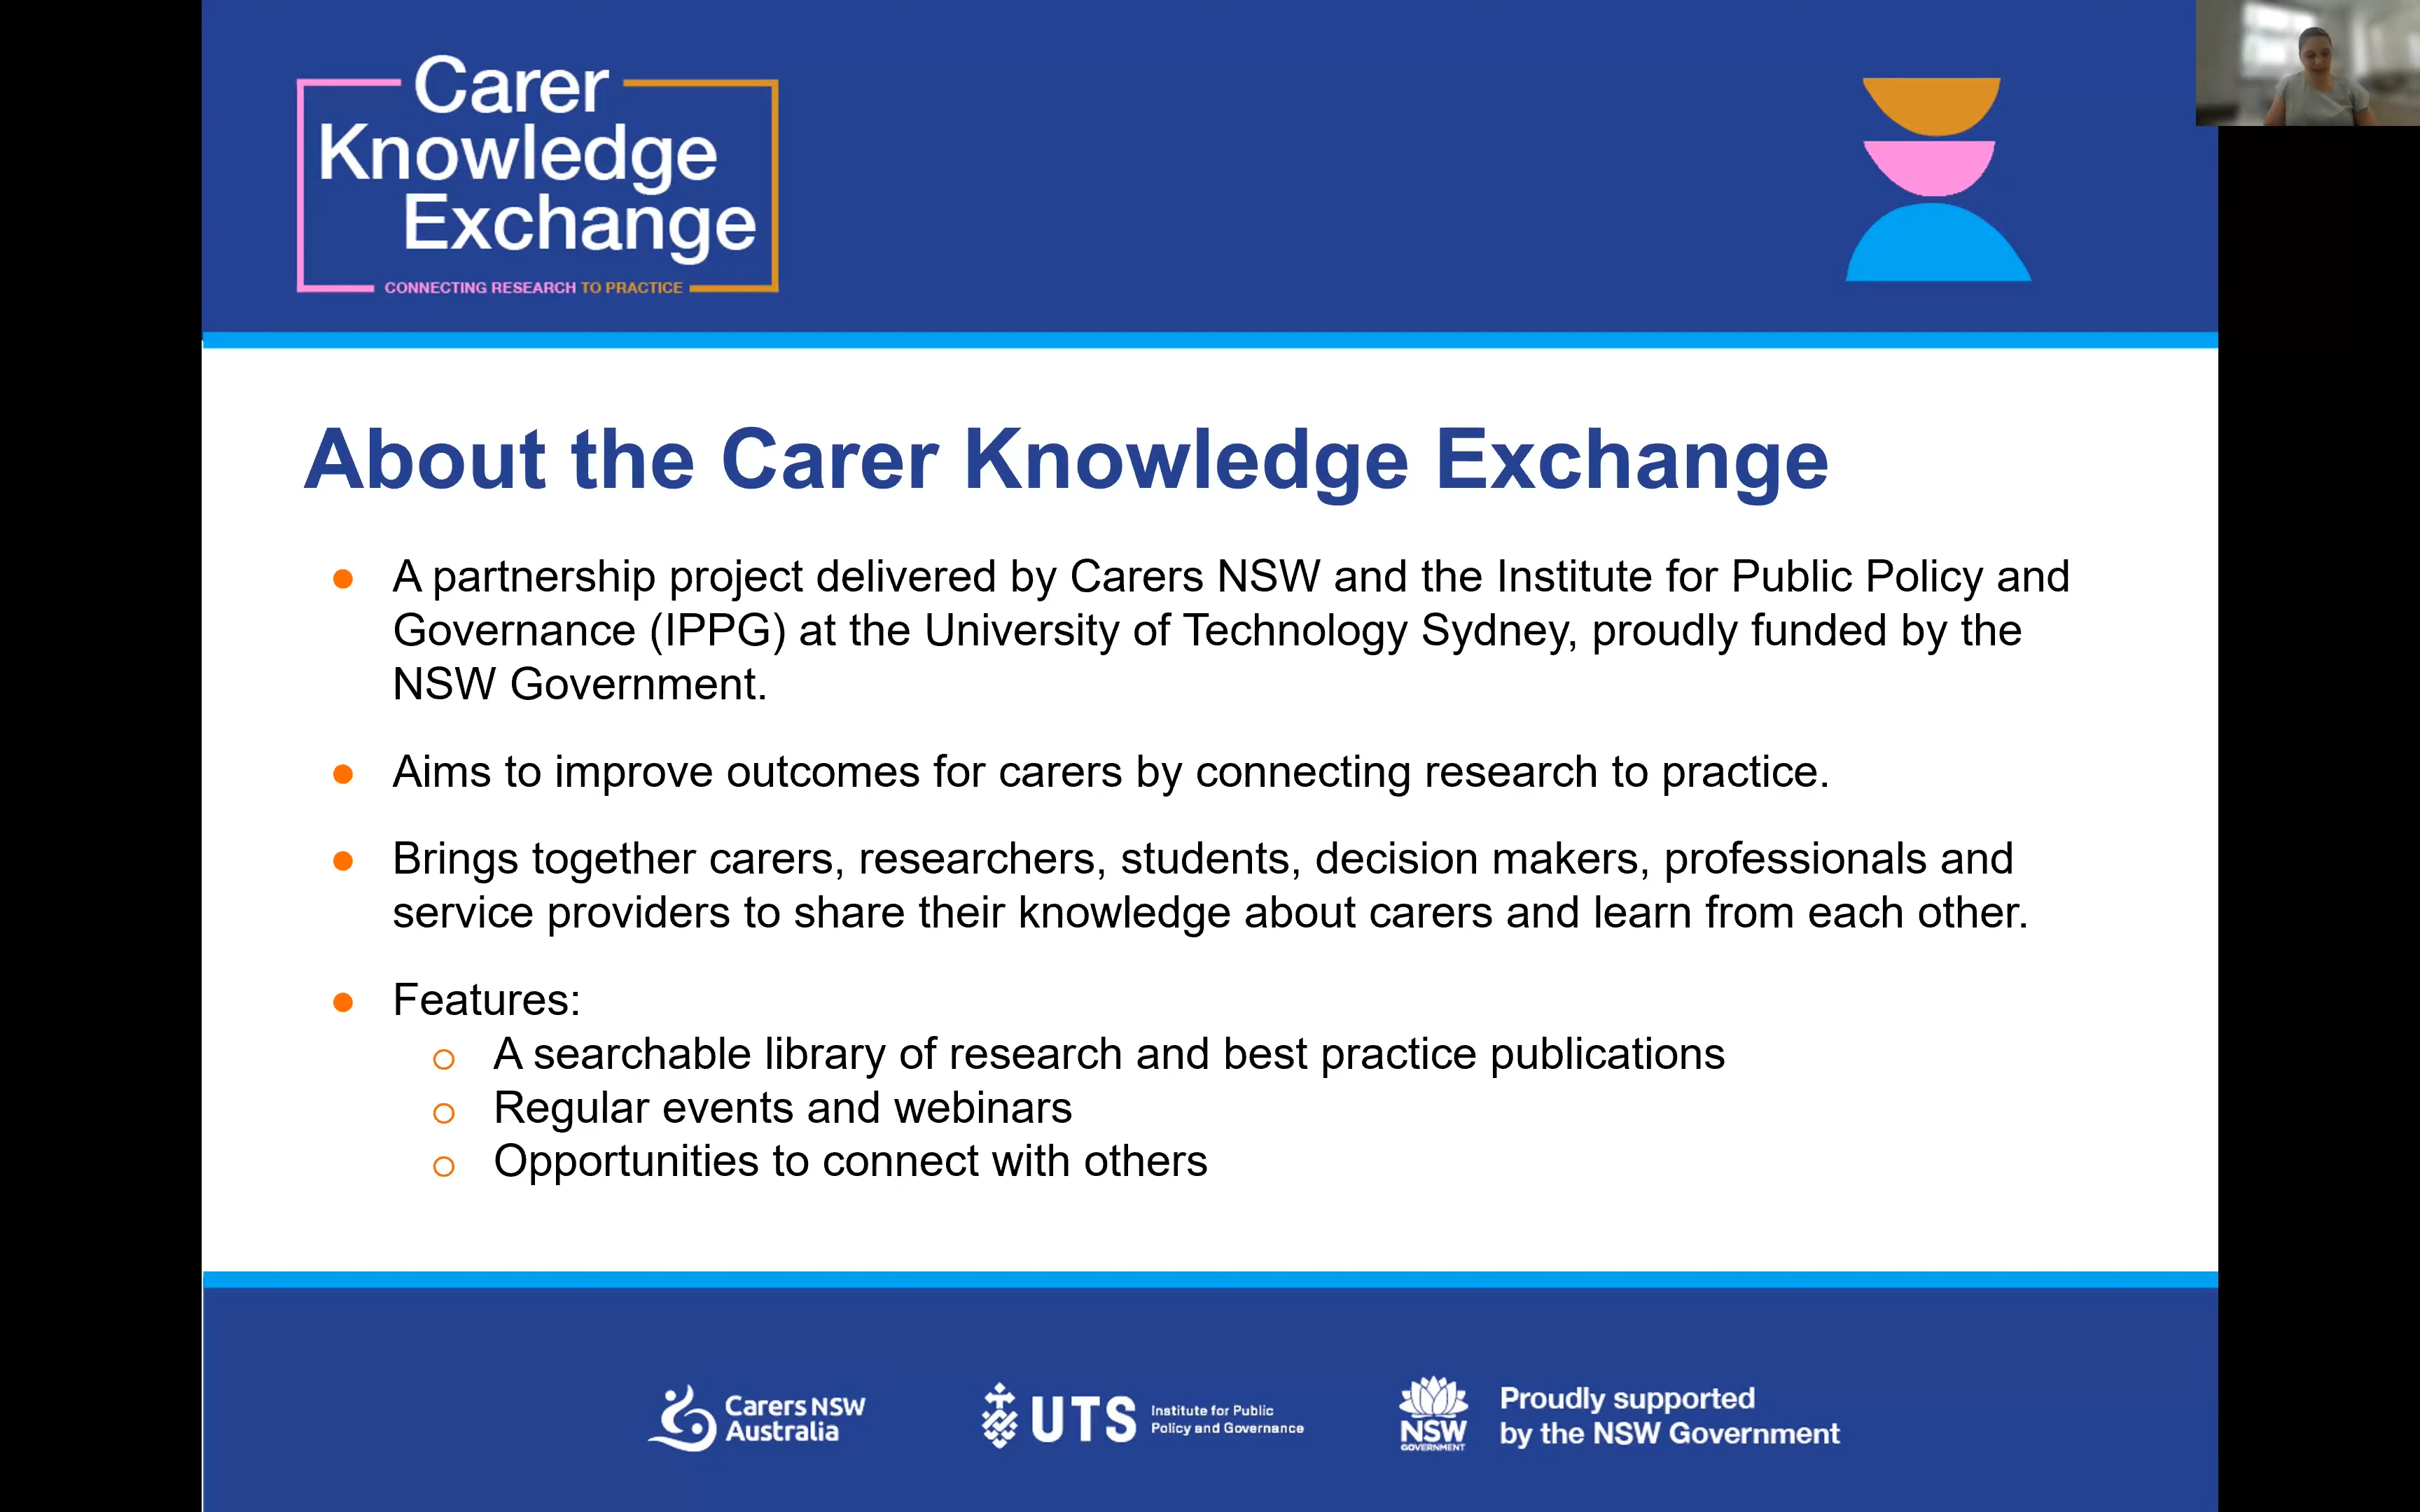 Carer
Knowledge
Exchange
CONNECTING RESEARCH TO PRACTICE
About the Carer Knowledge Exchange
A partnership project delivered by Carers NSW and the Institute for Public Policy and
Governance (IPPG) at the University of Technology Sydney, proudly funded by the
NSW Government.
Aims to improve outcomes for carers by connecting research to practice.
Brings together carers, researchers, students, decision makers, professionals and
service providers to share their knowledge about carers and learn from each other.
Features:
A searchable library of research and best practice publications
Regular events and webinars
Opportunities to connect with others
Carers NSW
Australia
UTS
Institute for Public
Policy and Governance
NSW
GOVERNMENT
Proudly supported
by the NSW Government